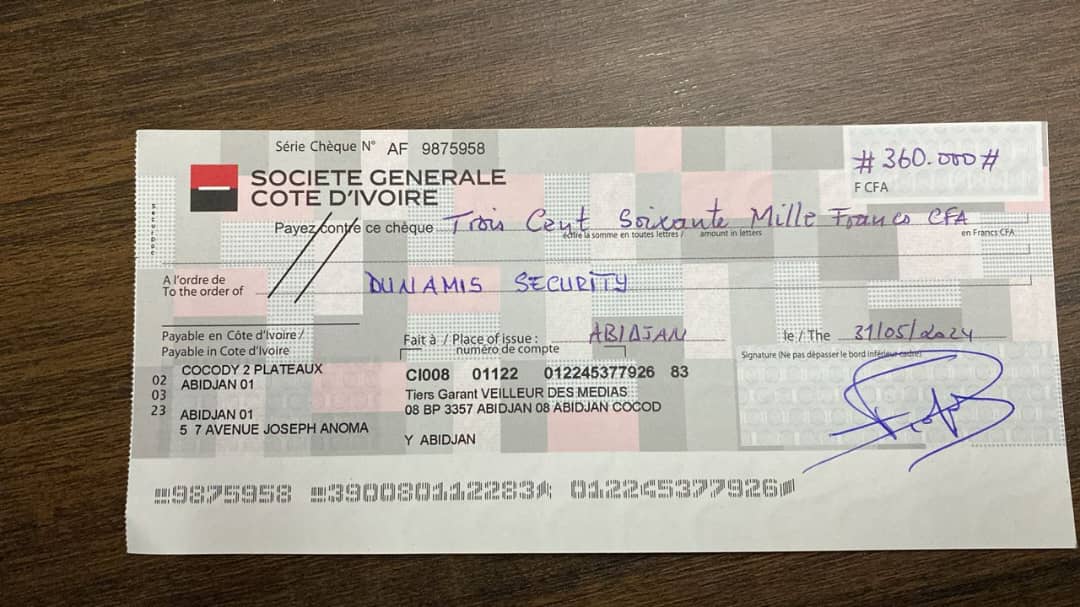 Série Chèque N° AF 9875958
SOCIETE GENERALE
COTE D'IVOIRE
#360.000#
F CFA
Payez contre ce chèque Trois Cent Soixante Mille Francs CFA
écrire la somme en toutes lettres / amount in letters
en Francs CFA
A l'ordre de
To the order of
DUNAMIS SECURITY
Payable en Côte d'Ivoire /
Payable in Cote d'Ivoire
Fait à / Place of issue : ABIDJAN
le / The 31/05/2024
numéro de compte
Signature (Ne pas dépasser le bord inférieur cadre)
COCODY 2 PLATEAUX
02 ABIDJAN 01
03
23 ABIDJAN 01
5 7 AVENUE JOSEPH ANOMA
CI008 01122 012245377926 83
Tiers Garant VEILLEUR DES MEDIAS
08 BP 3357 ABIDJAN 08 ABIDJAN COCOD
Y ABIDJAN
9875958 390080112283 012245377926